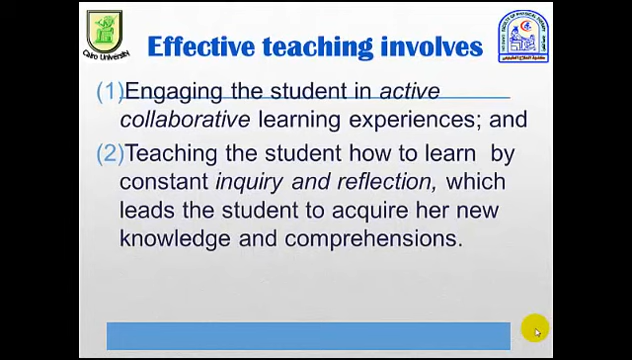 Effective teaching involves
Cairo University
(1)Engaging the student in active
collaborative learning experiences; and
(2)Teaching the student how to learn by
constant inquiry and reflection, which
leads the student to acquire her new
knowledge and comprehensions.